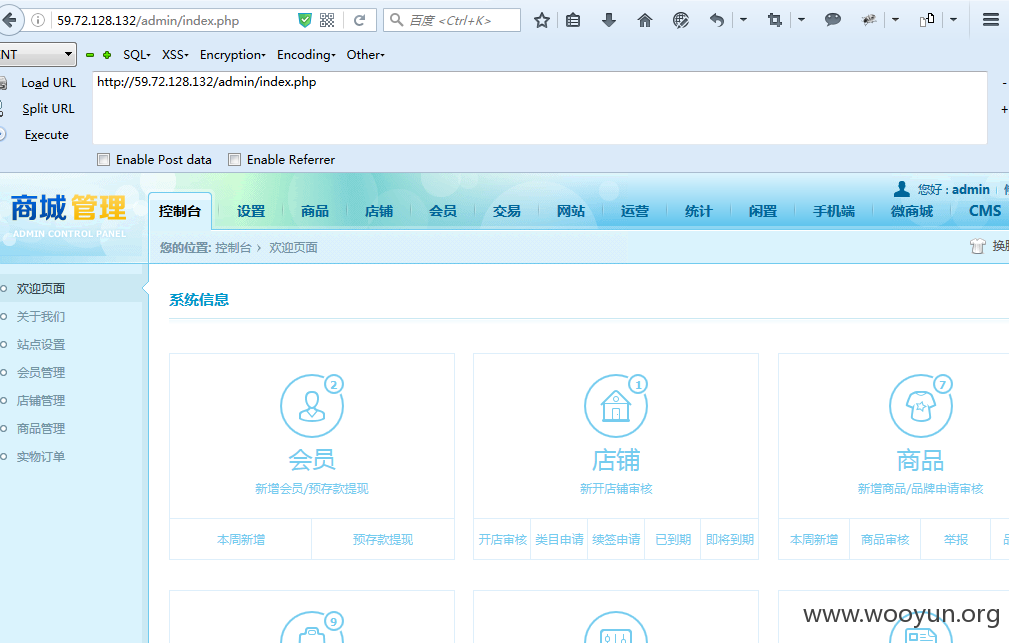 59.72.128.132/admin/index.php
百度 <Ctrl+K>
NT SQL XSS Encryption Encoding Other
Load URL
http://59.72.128.132/admin/index.php
Split URL
Execute
Enable Post data Enable Referrer
商城管理
ADMIN CONTROL PANEL
您好 : admin
控制台 设置 商品 店铺 会员 交易 网站 运营 统计 闲置 手机端 微商城 CMS
您的位置: 控制台 › 欢迎页面
欢迎页面
关于我们
站点设置
会员管理
店铺管理
商品管理
实物订单
系统信息
2
会员
新增会员/预存款提现
本周新增 预存款提现
1
店铺
新开店铺审核
开店审核 类目申请 续签申请 已到期 即将到期
7
商品
新增商品/品牌申请审核
本周新增 商品审核 举报
9
www.wooyun.org